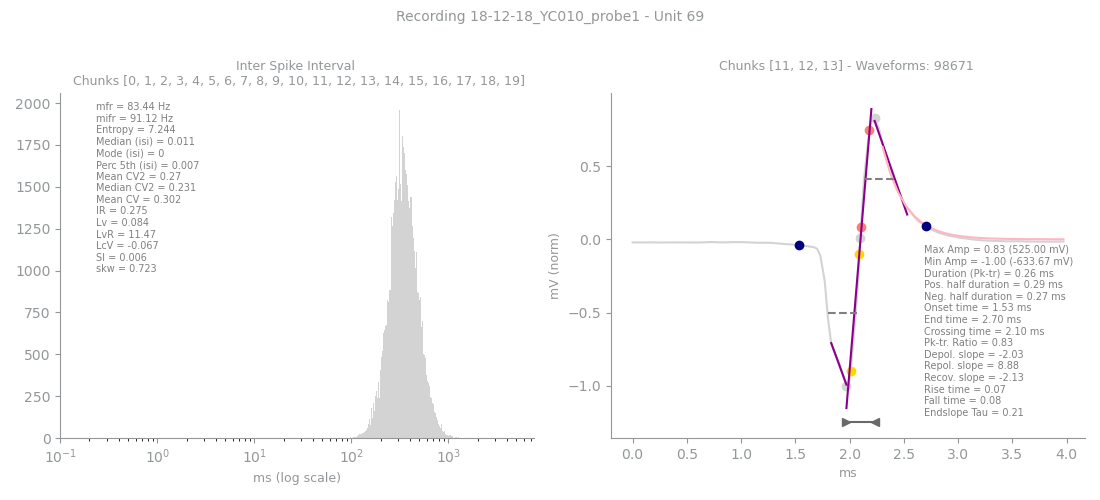 Recording 18-12-18_YC010_probe1 - Unit 69
Inter Spike Interval
Chunks [0, 1, 2, 3, 4, 5, 6, 7, 8, 9, 10, 11, 12, 13, 14, 15, 16, 17, 18, 19]
2000
1750
1500
1250
1000
750
500
250
0
mfr = 83.44 Hz
mifr = 91.12 Hz
Entropy = 7.244
Median (isi) = 0.011
Mode (isi) = 0
Perc 5th (isi) = 0.007
Mean CV2 = 0.27
Median CV2 = 0.231
Mean CV = 0.302
IR = 0.275
Lv = 0.084
LvR = 11.47
LcV = -0.067
SI = 0.006
skw = 0.723
10⁻¹ 10⁰ 10¹ 10² 10³
ms (log scale)
Chunks [11, 12, 13] - Waveforms: 98671
mV (norm)
0.5
0.0
−0.5
−1.0
Max Amp = 0.83 (525.00 mV)
Min Amp = -1.00 (-633.67 mV)
Duration (Pk-tr) = 0.26 ms
Pos. half duration = 0.29 ms
Neg. half duration = 0.27 ms
Onset time = 1.53 ms
End time = 2.70 ms
Crossing time = 2.10 ms
Pk-tr. Ratio = 0.83
Depol. slope = -2.03
Repol. slope = 8.88
Recov. slope = -2.13
Rise time = 0.07
Fall time = 0.08
Endslope Tau = 0.21
0.0 0.5 1.0 1.5 2.0 2.5 3.0 3.5 4.0
ms